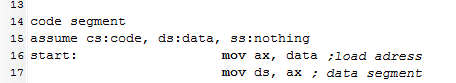 13
14 code segment
15 assume cs:code, ds:data, ss:nothing
16 start: mov ax, data ;load adress
17 mov ds, ax ; data segment